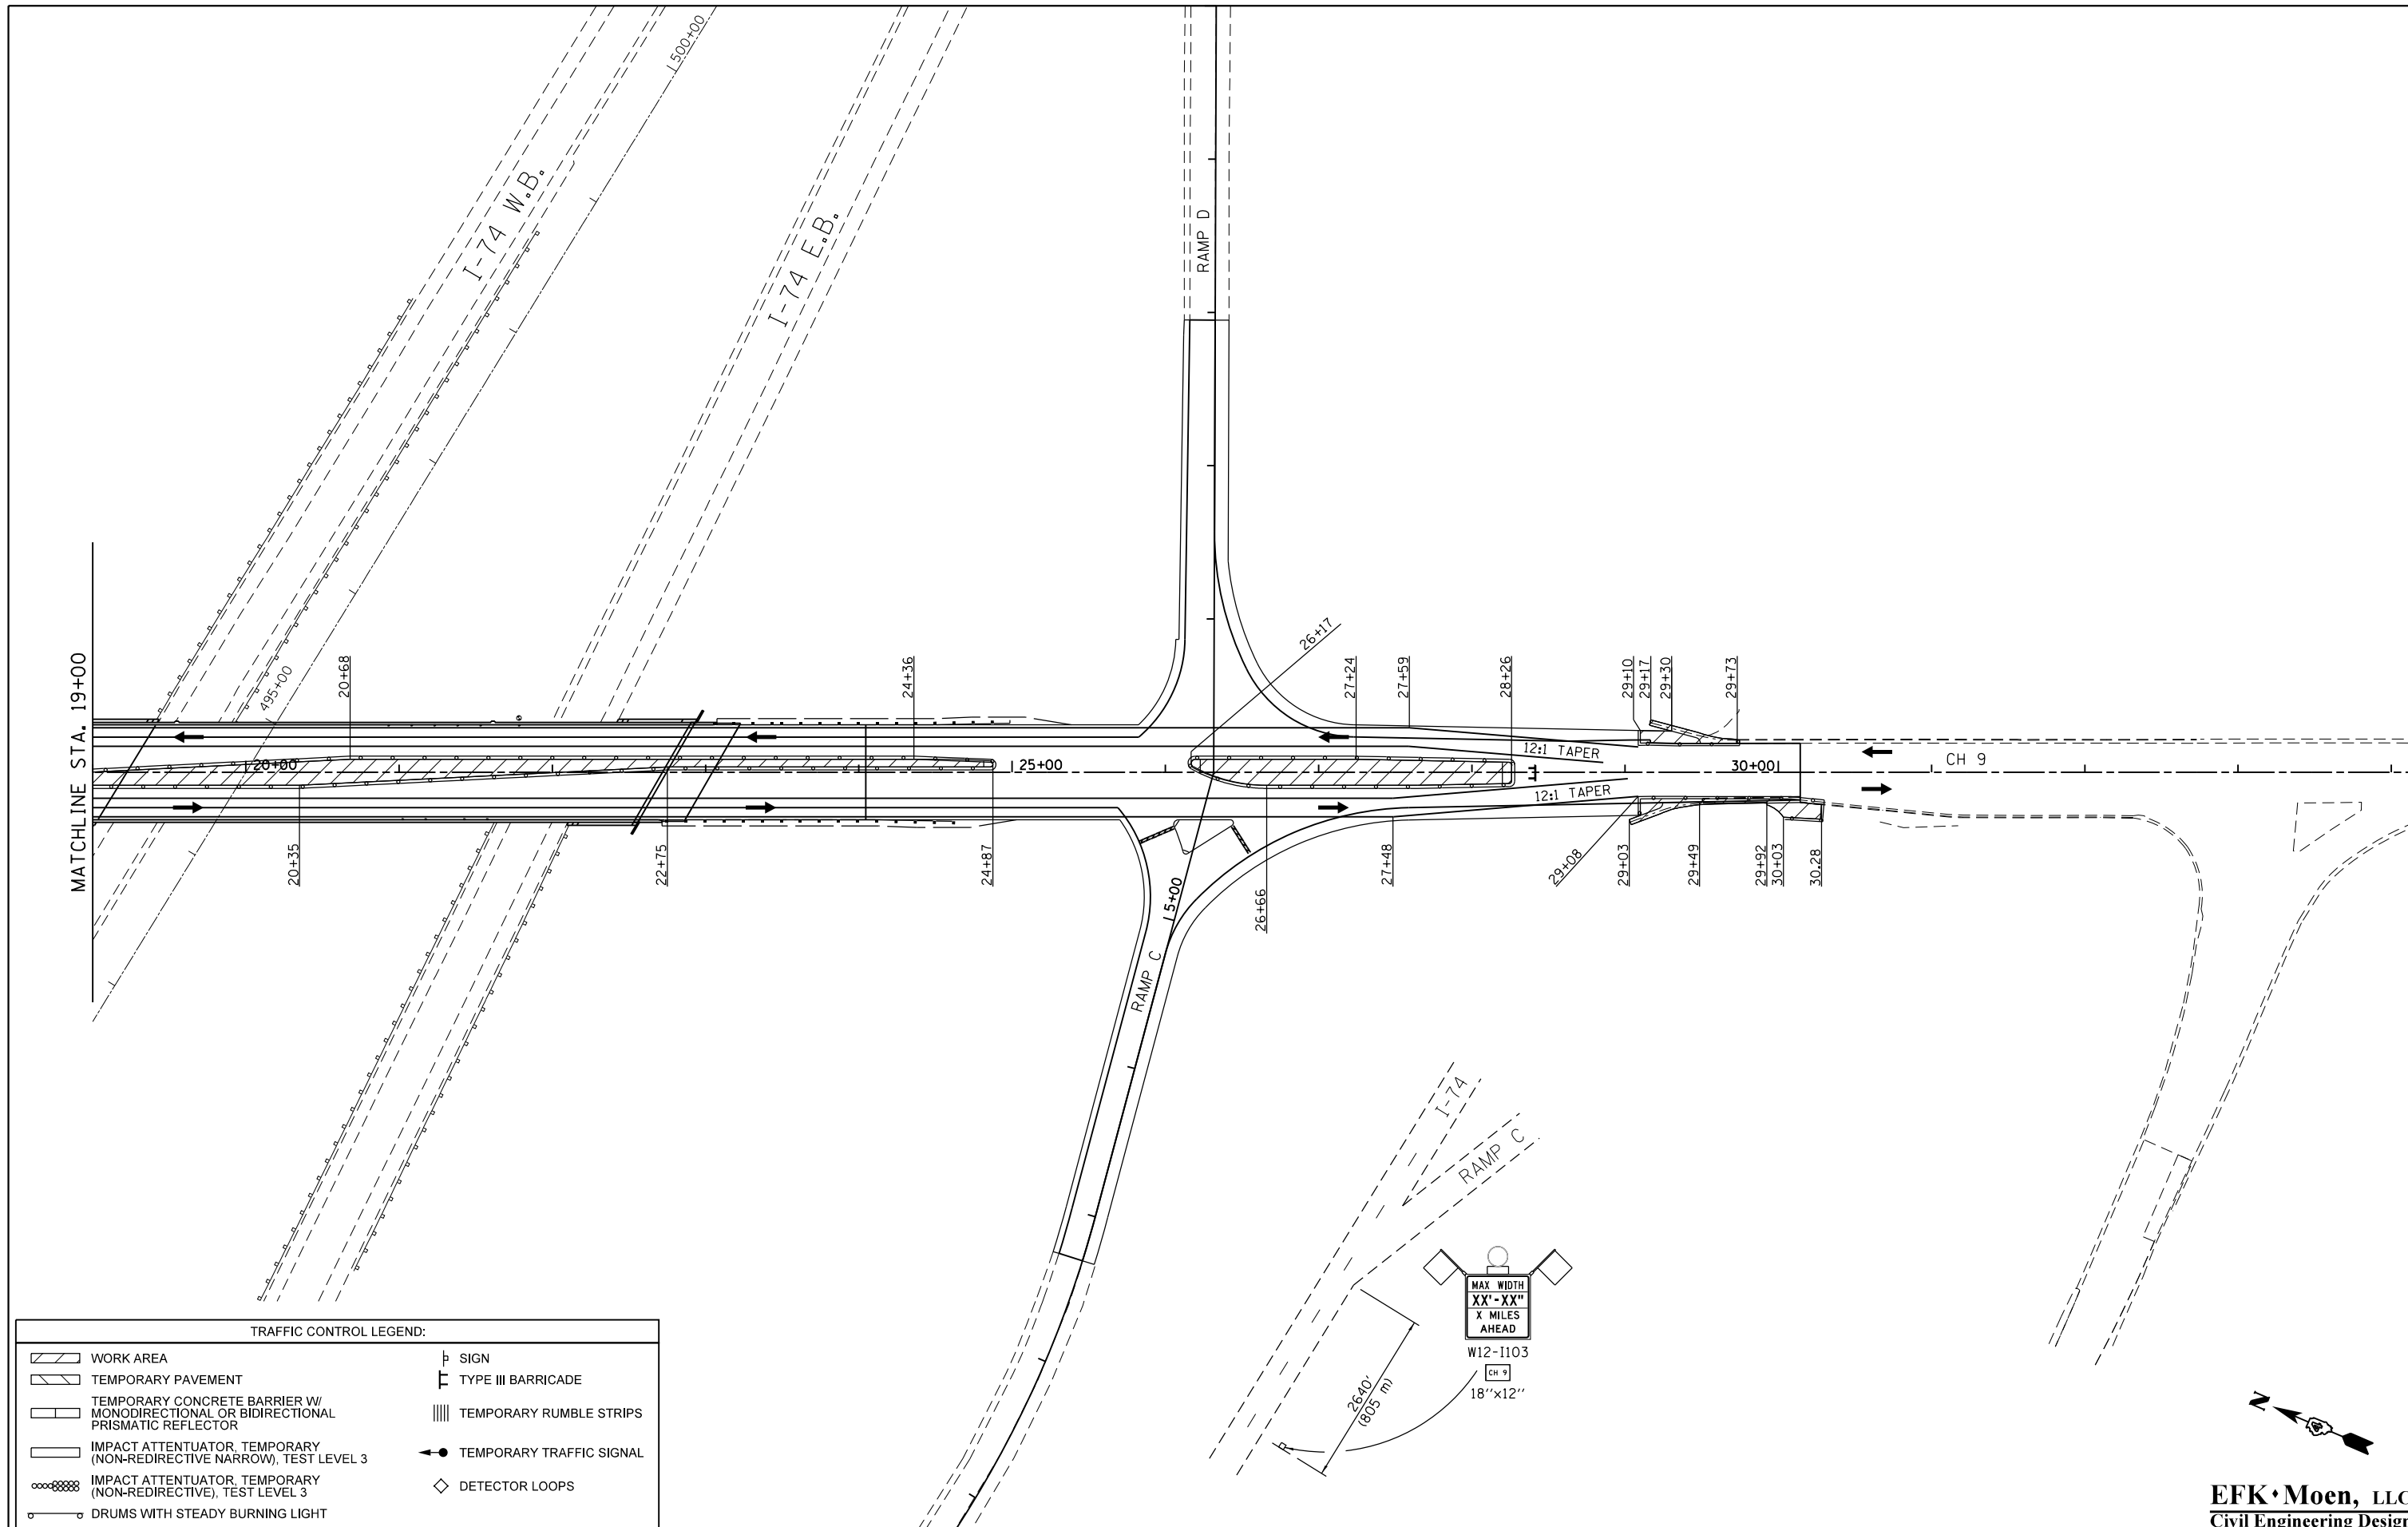 500+00
I-74 W.B.
I-74 E.B.
RAMP D
MATCHLINE STA. 19+00
495+00
20+68
24+36
26+17
27+24
27+59
28+26
29+10
29+17
29+30
29+73
20+00
25+00
12:1 TAPER
30+00
CH 9
12:1 TAPER
20+35
22+75
24+87
26+66
27+48
29+08
29+03
29+49
29+92
30+03
30.28
5+00
RAMP C
I-74
RAMP C
MAX WIDTH
XX'-XX"
X MILES
AHEAD
W12-I103
CH 9
18''x12''
2640'
(805 m)
TRAFFIC CONTROL LEGEND:
WORK AREA
TEMPORARY PAVEMENT
TEMPORARY CONCRETE BARRIER W/
MONODIRECTIONAL OR BIDIRECTIONAL
PRISMATIC REFLECTOR
IMPACT ATTENTUATOR, TEMPORARY
(NON-REDIRECTIVE NARROW), TEST LEVEL 3
IMPACT ATTENTUATOR, TEMPORARY
(NON-REDIRECTIVE), TEST LEVEL 3
DRUMS WITH STEADY BURNING LIGHT
SIGN
TYPE III BARRICADE
TEMPORARY RUMBLE STRIPS
TEMPORARY TRAFFIC SIGNAL
DETECTOR LOOPS
N
EFK•Moen, LLC
Civil Engineering Design